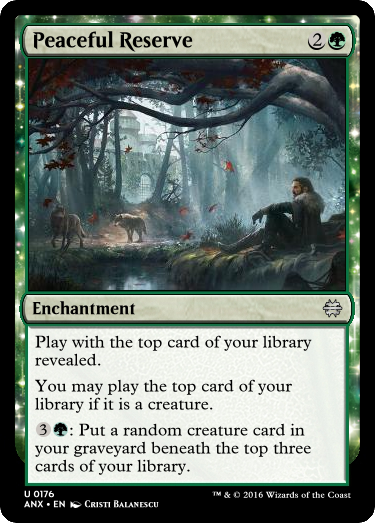 Peaceful Reserve 2
Enchantment
Play with the top card of your library
revealed.
You may play the top card of your
library if it is a creature.
3 : Put a random creature card in
your graveyard beneath the top three
cards of your library.
U 0176
ANX • EN Cristi Balanescu
™ & © 2016 Wizards of the Coast